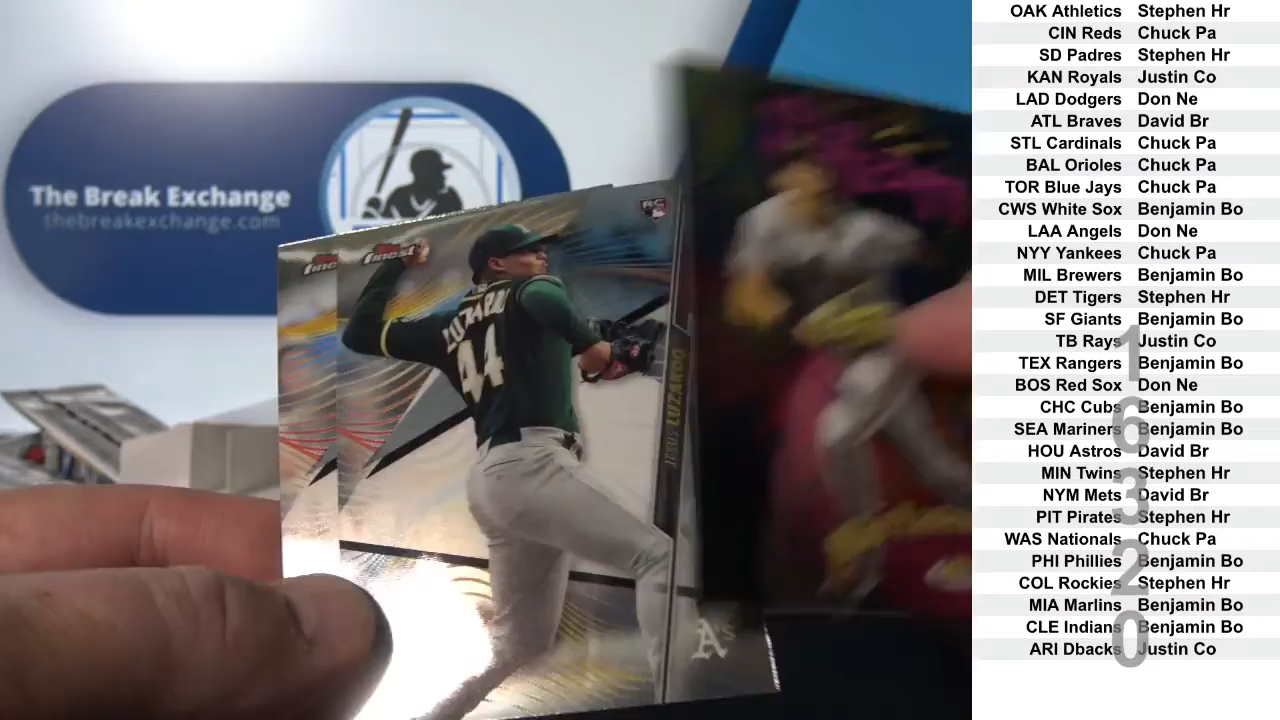 The Break Exchange
thebreakexchange.com
finest
RC
LUZARDO
44
JESUS LUZARDO
A's
OAK Athletics Stephen Hr
CIN Reds Chuck Pa
SD Padres Stephen Hr
KAN Royals Justin Co
LAD Dodgers Don Ne
ATL Braves David Br
STL Cardinals Chuck Pa
BAL Orioles Chuck Pa
TOR Blue Jays Chuck Pa
CWS White Sox Benjamin Bo
LAA Angels Don Ne
NYY Yankees Chuck Pa
MIL Brewers Benjamin Bo
DET Tigers Stephen Hr
SF Giants Benjamin Bo
TB Rays Justin Co
TEX Rangers Benjamin Bo
BOS Red Sox Don Ne
CHC Cubs Benjamin Bo
SEA Mariners Benjamin Bo
HOU Astros David Br
MIN Twins Stephen Hr
NYM Mets David Br
PIT Pirates Stephen Hr
WAS Nationals Chuck Pa
PHI Phillies Benjamin Bo
COL Rockies Stephen Hr
MIA Marlins Benjamin Bo
CLE Indians Benjamin Bo
ARI Dbacks Justin Co
16320